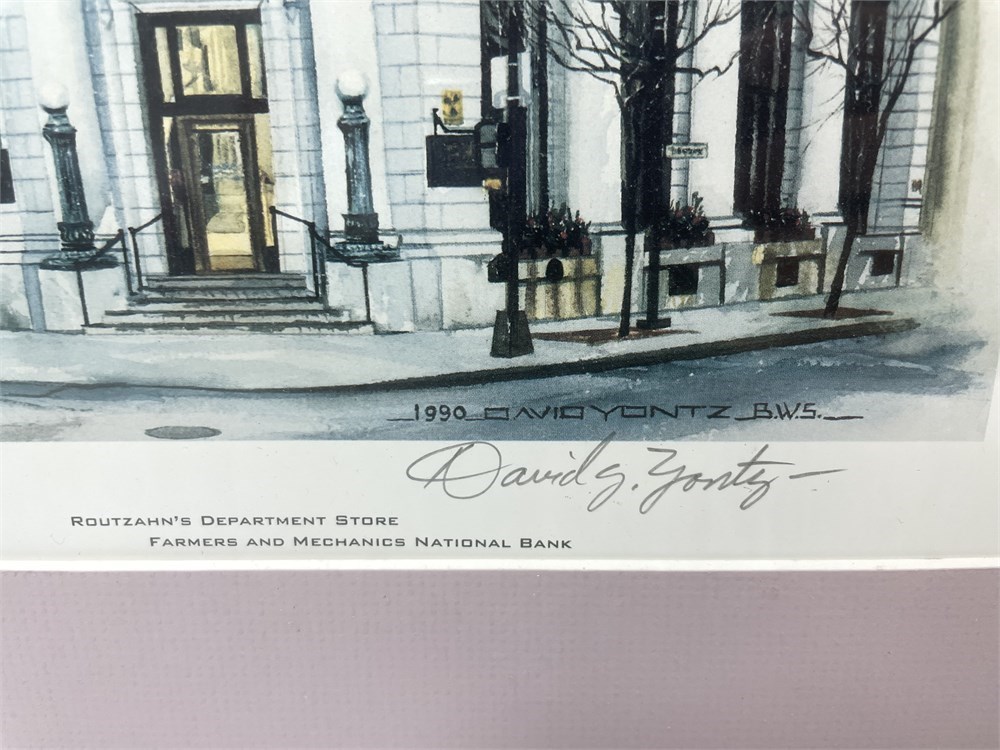 1990 DAVID YONTZ B.W.S.
David G. Yontz
ROUTZAHN'S DEPARTMENT STORE
FARMERS AND MECHANICS NATIONAL BANK